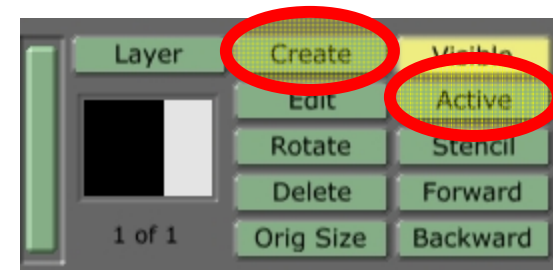 Layer Create Visible
Edit Active
Rotate Stencil
Delete Forward
1 of 1 Orig Size Backward